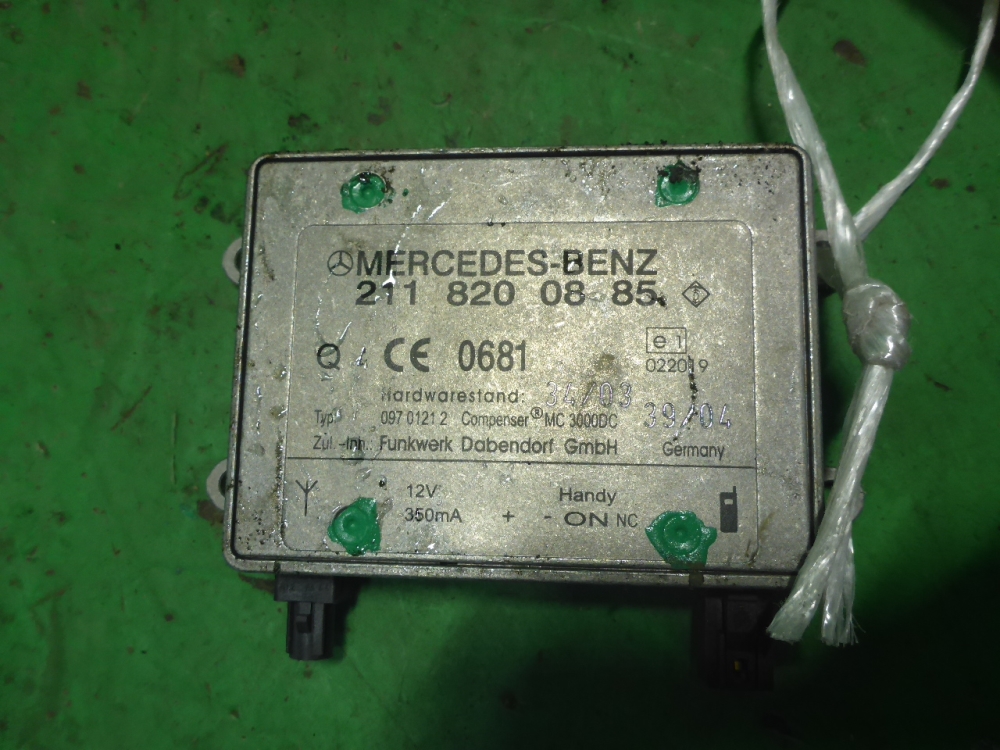 MERCEDES-BENZ
211 820 08 85
Q CE 0681 e1
022019
Hardwarestand: 34/03
Typ: 097 0121 2 Compenser® MC 3000DC 39/04
Zul.-Inh.: Funkwerk Dabendorf GmbH Germany
12V Handy
350mA + - ON NC